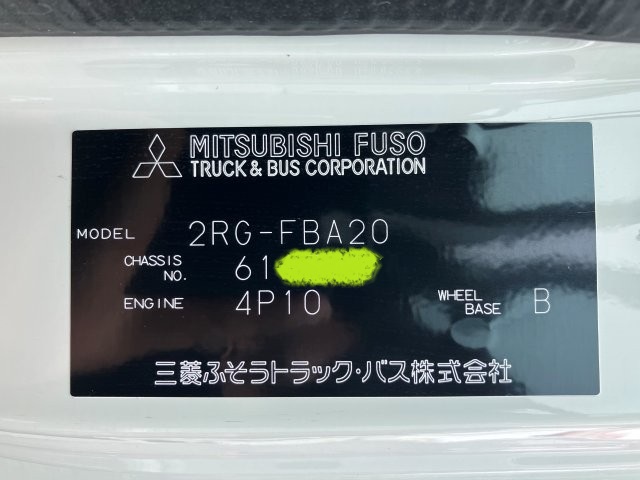 MITSUBISHI FUSO
TRUCK & BUS CORPORATION
MODEL 2RG-FBA20
CHASSIS NO. 61
ENGINE 4P10 WHEEL BASE B
三菱ふそうトラック・バス株式会社